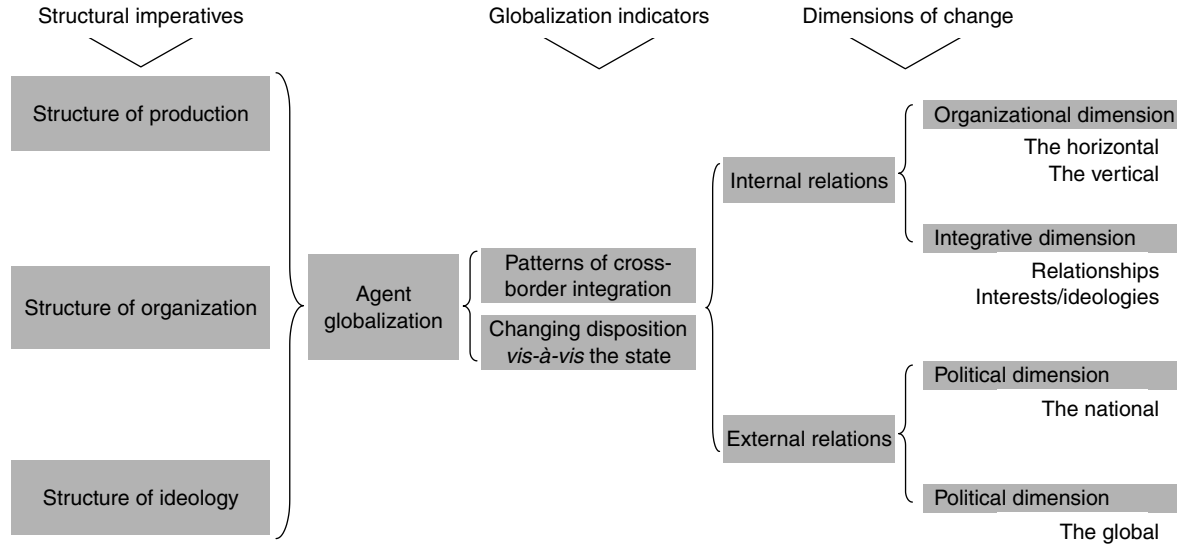 Structural imperatives
Globalization indicators
Dimensions of change
Structure of production
Structure of organization
Structure of ideology
Agent
globalization
Patterns of cross-
border integration
Changing disposition
vis-à-vis the state
Internal relations
External relations
Organizational dimension
The horizontal
The vertical
Integrative dimension
Relationships
Interests/ideologies
Political dimension
The national
Political dimension
The global